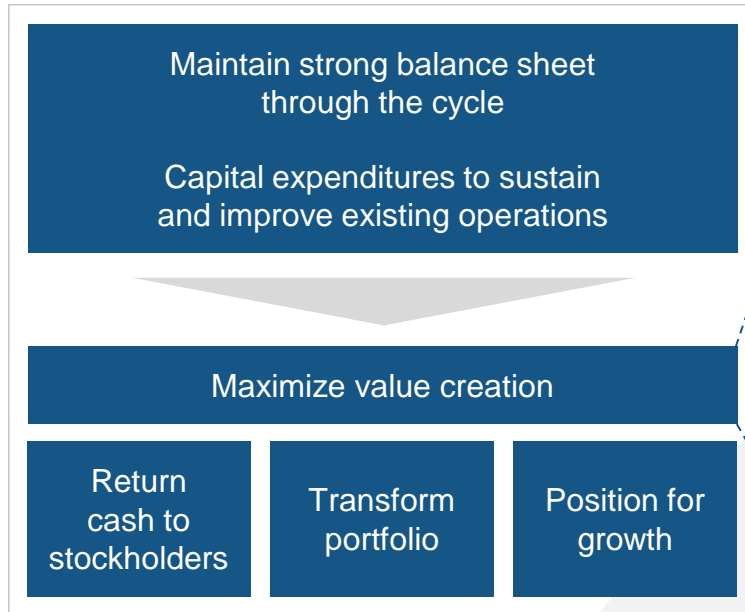 Maintain strong balance sheet
through the cycle
Capital expenditures to sustain
and improve existing operations
Maximize value creation
Return
cash to
stockholders
Transform
portfolio
Position for
growth